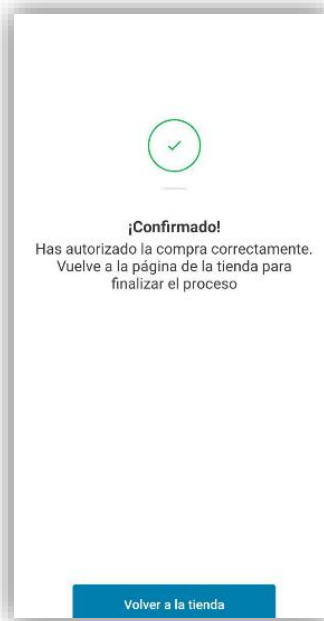 ¡Confirmado!
Has autorizado la compra correctamente.
Vuelve a la página de la tienda para
finalizar el proceso
Volver a la tienda